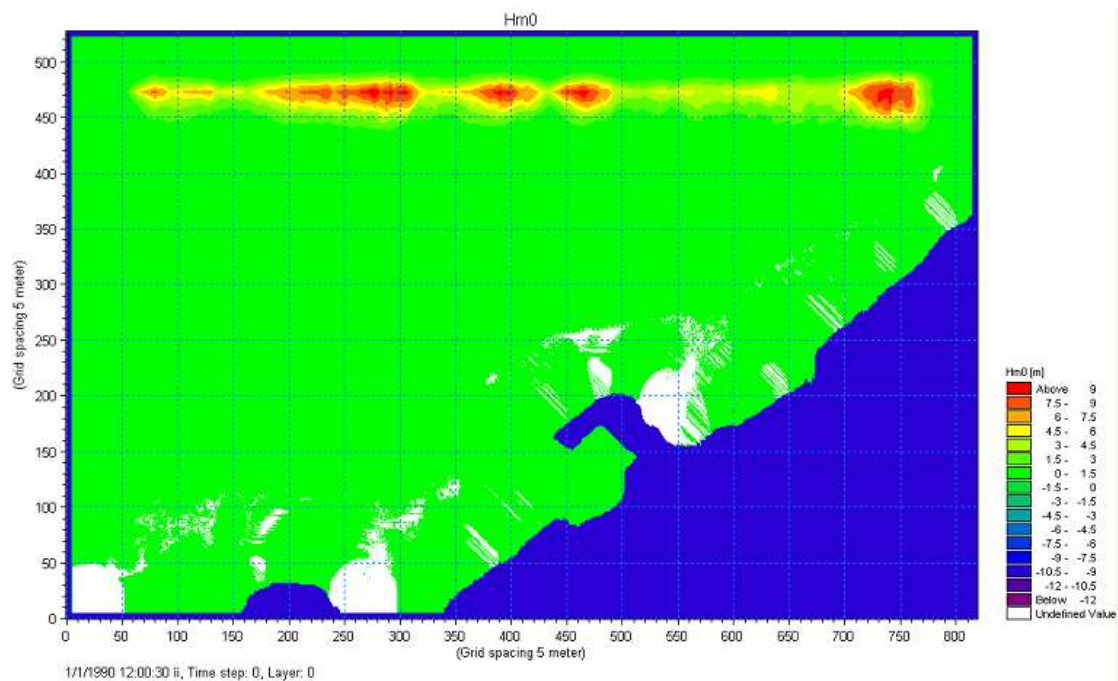 Hm0
500
450
400
350
300
250
200
150
100
50
0
(Grid spacing 5 meter)
0 50 100 150 200 250 300 350 400 450 500 550 600 650 700 750 800
(Grid spacing 5 meter)
1/1/1990 12:00:30 ii, Time step: 0, Layer: 0
Hm0 [m]
Above 9
7.5 - 9
6 - 7.5
4.5 - 6
3 - 4.5
1.5 - 3
0 - 1.5
-1.5 - 0
-3 - -1.5
-4.5 - -3
-6 - -4.5
-7.5 - -6
-9 - -7.5
-10.5 - -9
-12 - -10.5
Below -12
Undefined Value